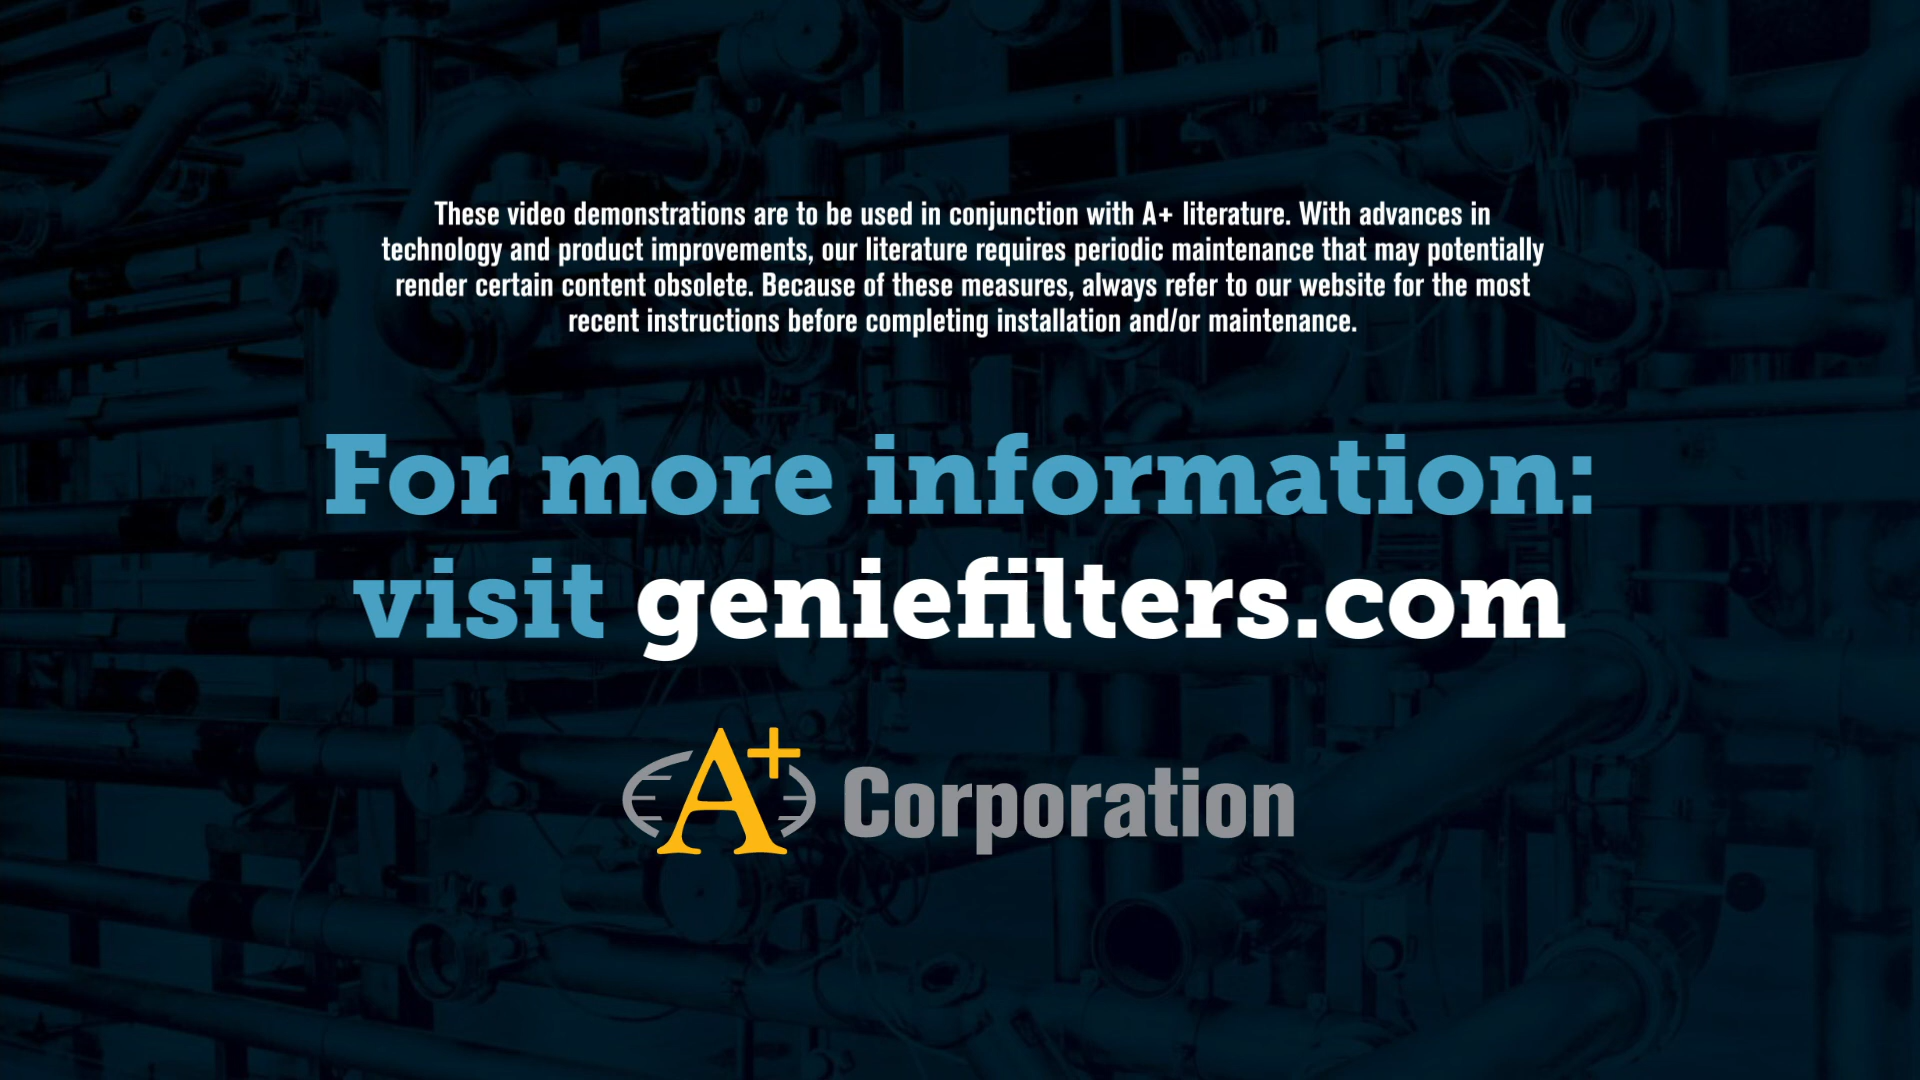 These video demonstrations are to be used in conjunction with A+ literature. With advances in
technology and product improvements, our literature requires periodic maintenance that may potentially
render certain content obsolete. Because of these measures, always refer to our website for the most
recent instructions before completing installation and/or maintenance.
For more information:
visit geniefilters.com
A+ Corporation